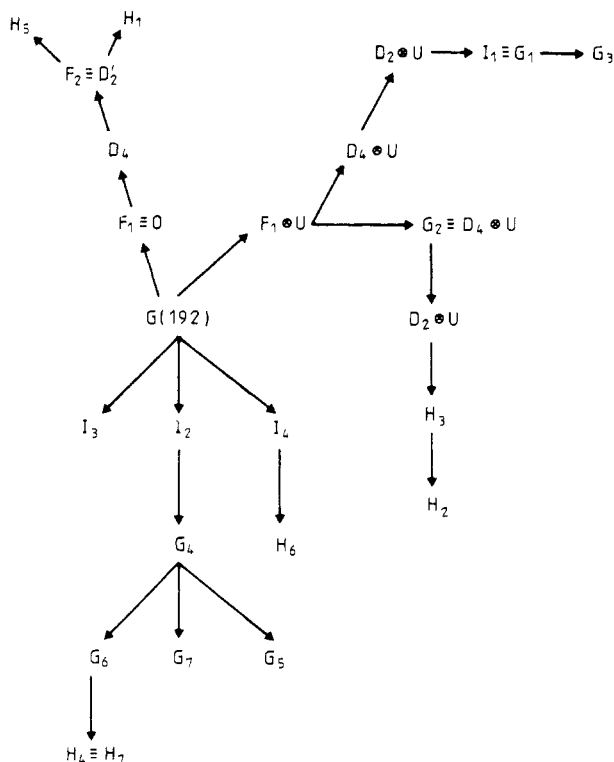 H₅ H₁
F₂ ≡ D₂′ D₂ ⊗ U I₁ ≡ G₁ G₃
D₄ D₄ ⊗ U
F₁ ≡ O F₁ ⊗ U G₂ ≡ D₄ ⊗ U
G(192) D₂ ⊗ U
I₃ I₂ I₄ H₃
H₂
G₄ H₆
G₆ G₇ G₅
H₄ ≡ H₇